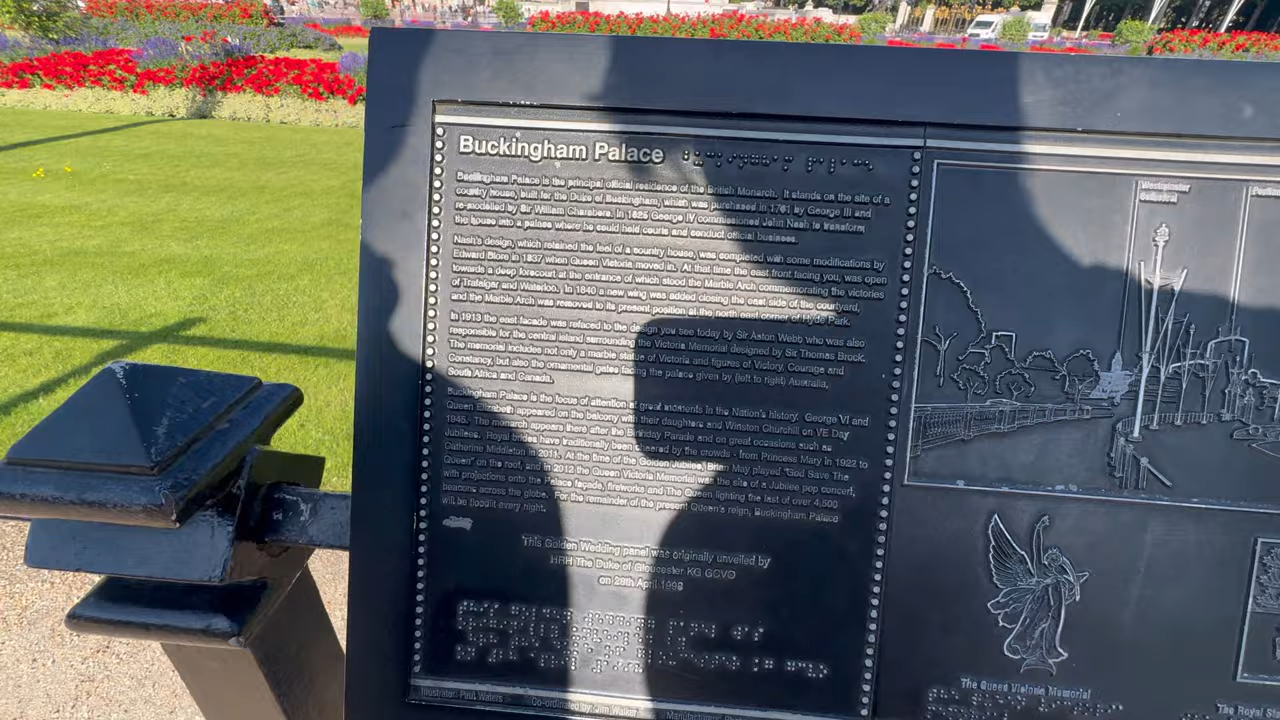 Buckingham Palace
Buckingham Palace is the principal official residence of the British Monarch. It stands on the site of a
country house, built for the Duke of Buckingham, which was purchased in 1761 by George III and
re-modelled by Sir William Chambers. In 1825 George IV commissioned John Nash to transform
the house into a palace where he could hold courts and conduct official business.
Nash's design, which retained the feel of a country house, was completed with some modifications by
Edward Blore in 1837 when Queen Victoria moved in. At that time the east front facing you, was open
towards a deep forecourt at the entrance of which stood the Marble Arch commemorating the victories
of Trafalgar and Waterloo. In 1840 a new wing was added closing the east side of the courtyard,
and the Marble Arch was removed to its present position at the north east corner of Hyde Park.
In 1913 the east facade was refaced to the design you see today by Sir Aston Webb who was also
responsible for the central island surrounding the Victoria Memorial designed by Sir Thomas Brock.
The memorial includes not only a marble statue of Victoria and figures of Victory, Courage and
Constancy, but also the ornamental gates facing the palace given by (left to right) Australia,
South Africa and Canada.
Buckingham Palace is the focus of attention at great moments in the Nation's history. George VI and
Queen Elizabeth appeared on the balcony with their daughters and Winston Churchill on VE Day
1945. The monarch appears there after the Birthday Parade and on great occasions such as
Jubilees. Royal brides have traditionally been cheered by the crowds - from Princess Mary in 1922 to
Catherine Middleton in 2011. At the time of the Golden Jubilee, Brian May played "God Save The
Queen" on the roof, and in 2012 the Queen Victoria Memorial was the site of a Jubilee pop concert,
with projections onto the Palace façade, fireworks and The Queen lighting the last of over 4,500
beacons across the globe. For the remainder of the present Queen's reign, Buckingham Palace
will be floodlit every night.
This Golden Wedding panel was originally unveiled by
HRH The Duke of Gloucester KG GCVO
on 28th April 1998
Illustrator: Paul Waters
Co-ordinated by: Jim Walker
Westminster
Cathedral
The Queen Victoria Memorial
The Royal